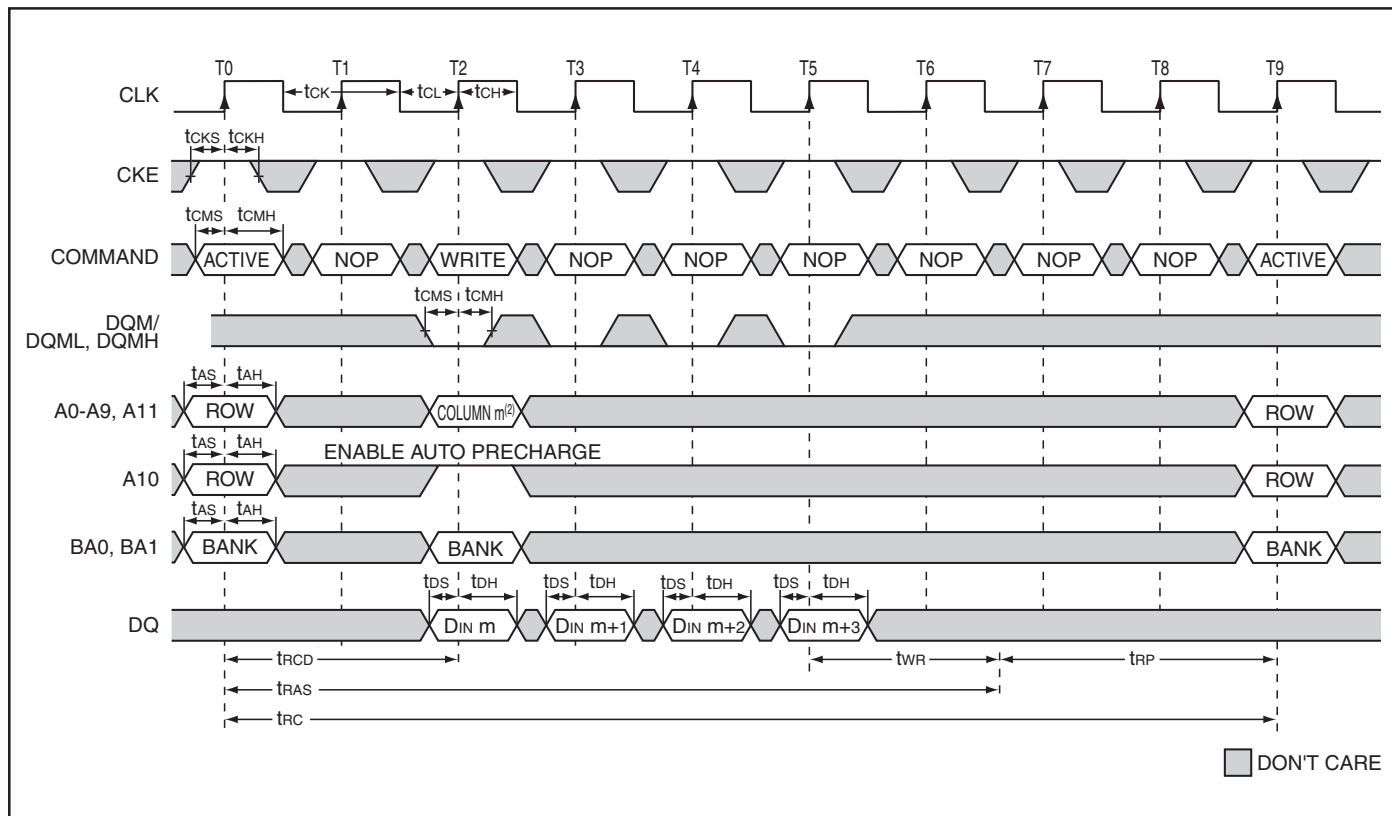 T0 T1 T2 T3 T4 T5 T6 T7 T8 T9
CLK tCK tCL tCH
tCKS tCKH
CKE
tCMS tCMH
COMMAND ACTIVE NOP WRITE NOP NOP NOP NOP NOP NOP ACTIVE
tCMS tCMH
DQM/
DQML, DQMH
tAS tAH
A0-A9, A11 ROW COLUMN m(2) ROW
tAS tAH ENABLE AUTO PRECHARGE
A10 ROW ROW
tAS tAH
BA0, BA1 BANK BANK BANK
tDS tDH tDS tDH tDS tDH tDS tDH
DQ DIN m DIN m+1 DIN m+2 DIN m+3
tRCD tWR tRP
tRAS
tRC
DON'T CARE